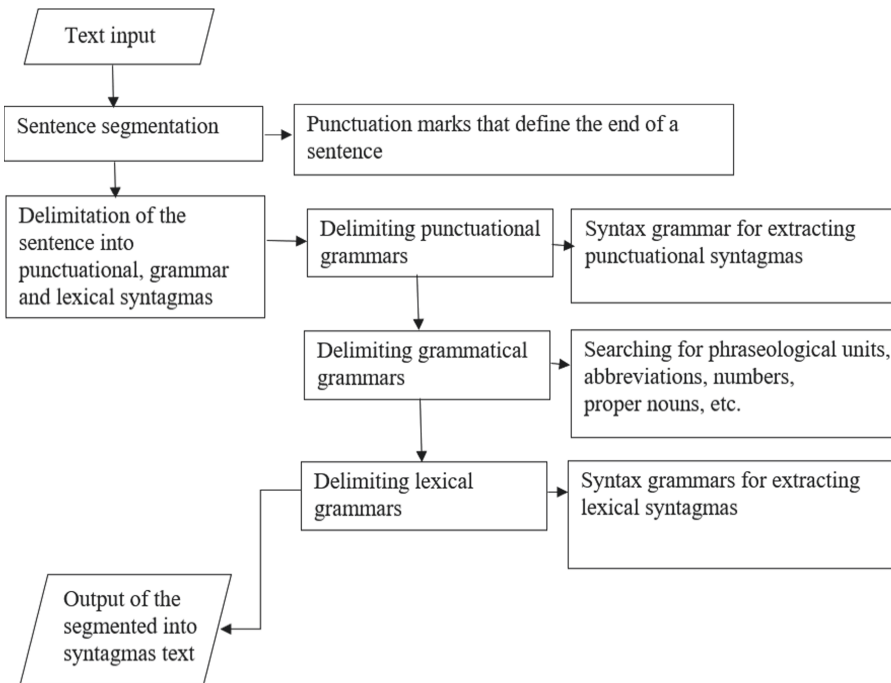 Text input
Sentence segmentation
Punctuation marks that define the end of a
sentence
Delimitation of the
sentence into
punctuational, grammar
and lexical syntagmas
Delimiting punctuational
grammars
Syntax grammar for extracting
punctuational syntagmas
Delimiting grammatical
grammars
Searching for phraseological units,
abbreviations, numbers,
proper nouns, etc.
Delimiting lexical
grammars
Syntax grammars for extracting
lexical syntagmas
Output of the
segmented into
syntagmas text